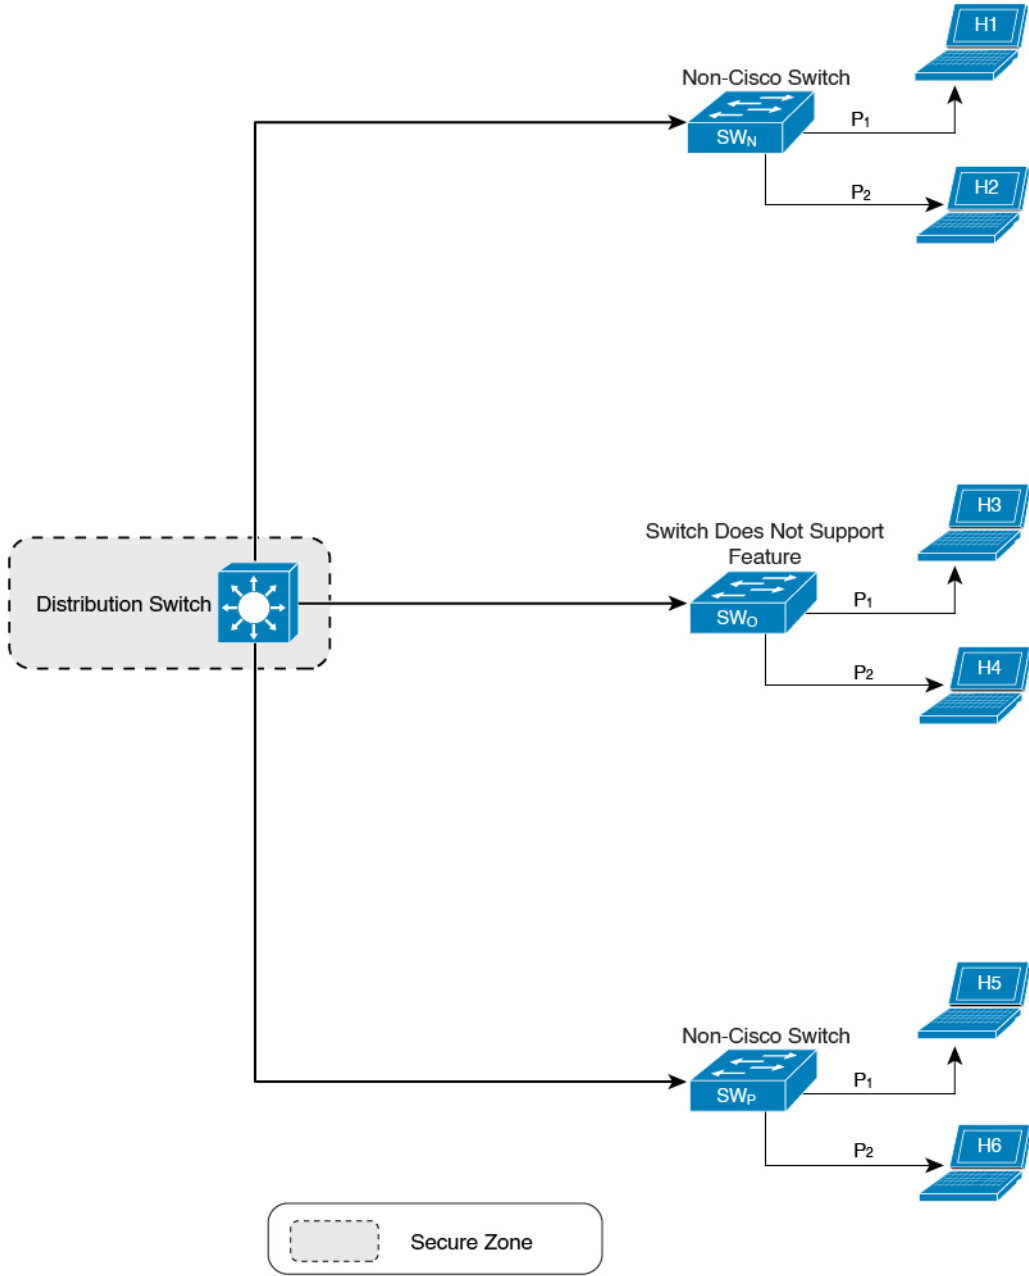 H1
Non-Cisco Switch
SWN
P1
H2
P2
H3
Switch Does Not Support
Feature
Distribution Switch
SWO
P1
H4
P2
H5
Non-Cisco Switch
SWP
P1
H6
P2
Secure Zone